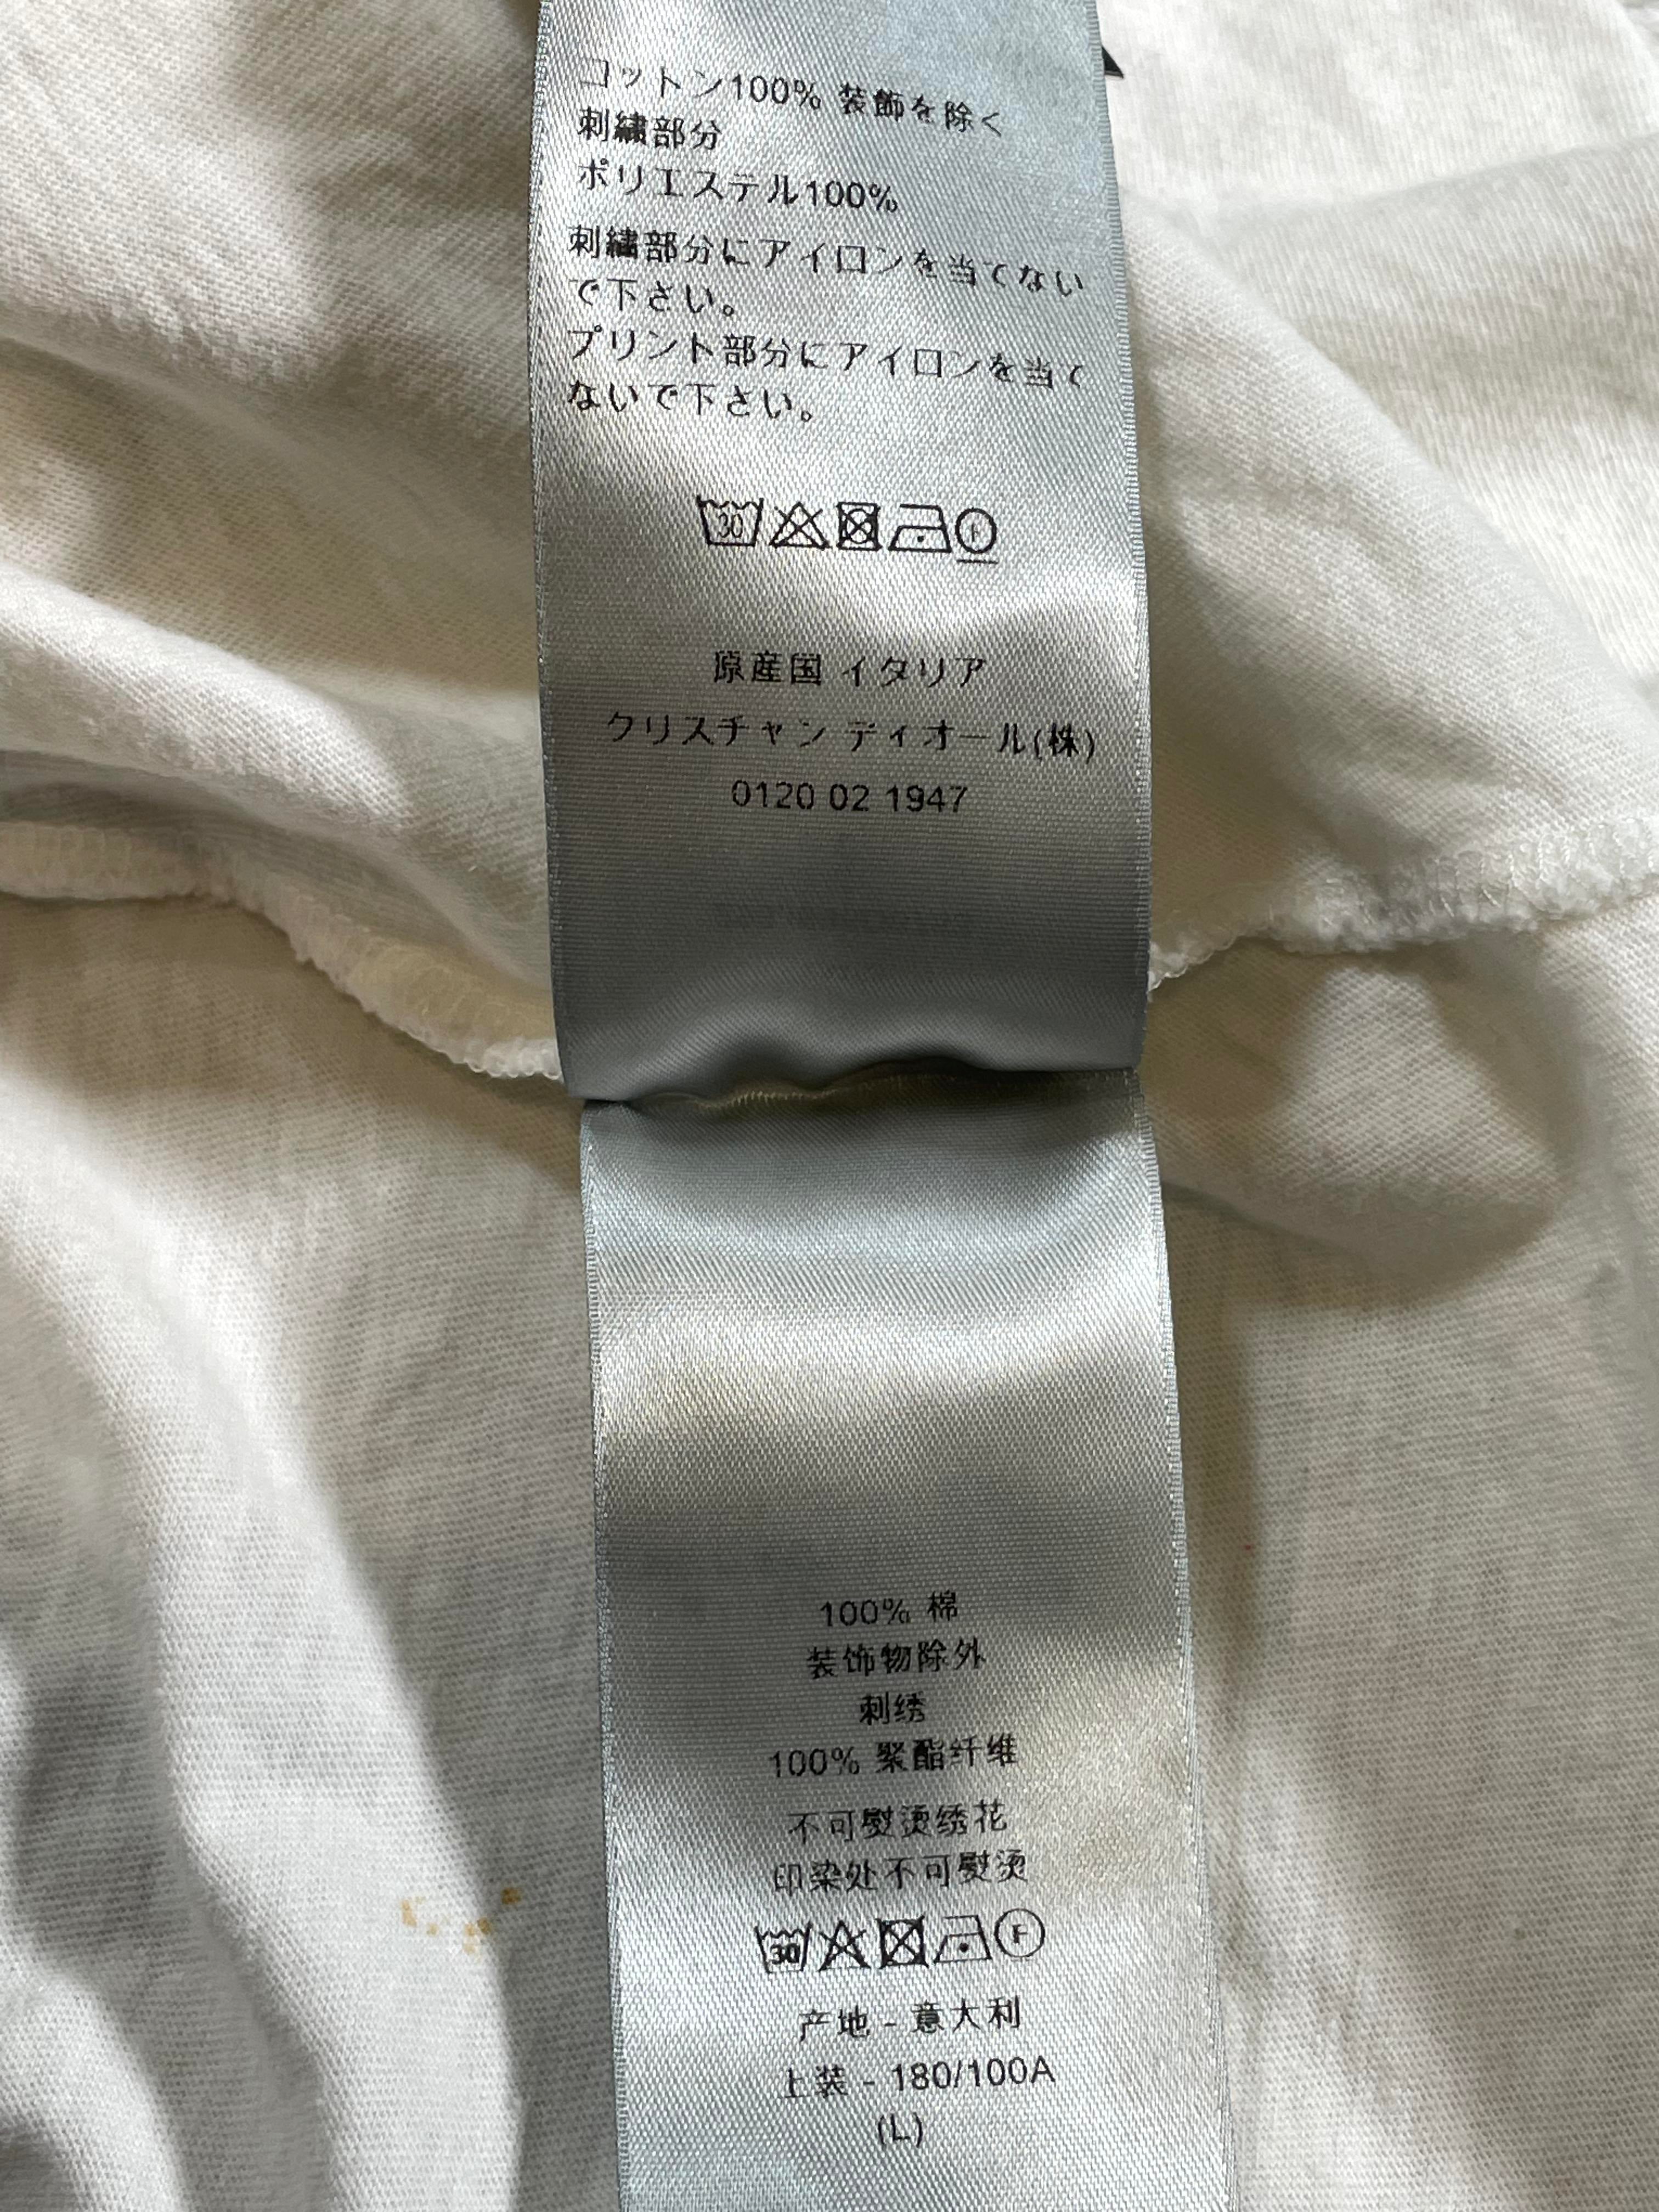 コットン100% 装飾を除く
刺繍部分
ポリエステル100%
刺繍部分にアイロンを当てない
で下さい。
プリント部分にアイロンを当て
ないで下さい。
30
F
原産国 イタリア
クリスチャン ディオール(株)
0120 02 1947
100% 棉
装饰物除外
刺绣
100% 聚酯纤维
不可熨烫绣花
印染处不可熨烫
30
F
产地 - 意大利
上装 - 180/100A
(L)